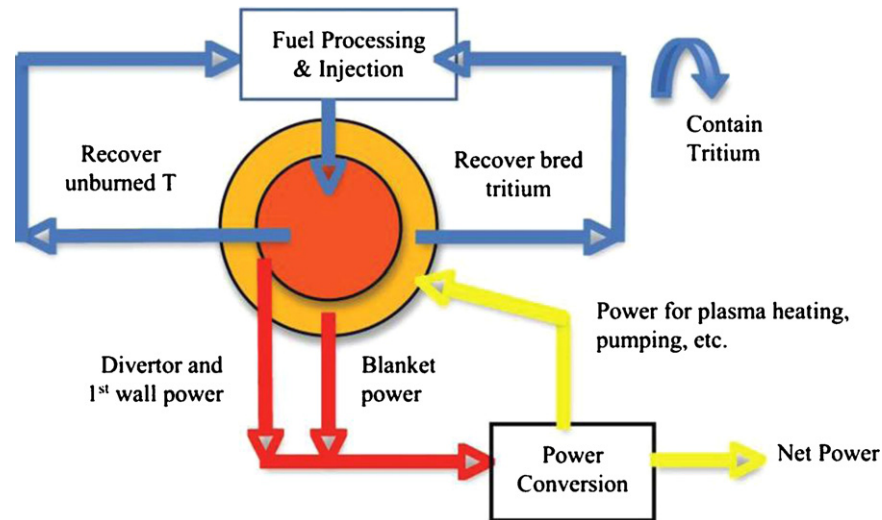 Fuel Processing
& Injection
Recover
unburned T
Recover bred
tritium
Contain
Tritium
Divertor and
1st wall power
Blanket
power
Power for plasma heating,
pumping, etc.
Power
Conversion
Net Power